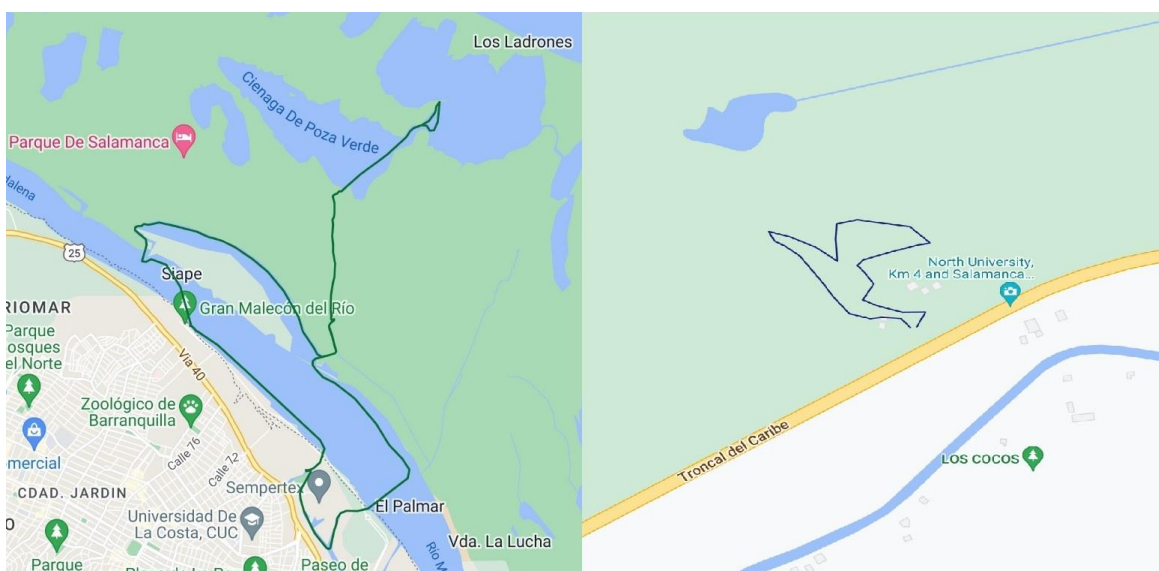 Los Ladrones
Cienaga De Poza Verde
Parque De Salamanca
dalena
25
Siape
RIOMAR
Gran Malecón del Río
Parque
osques
el Norte
Vía 40
Zoológico de
Barranquilla
Calle 76
Calle 72
omercial
Sempertex
CDAD. JARDIN
El Palmar
O
Universidad De
La Costa, CUC
Vda. La Lucha
Parque
Paseo de
North University,
Km 4 and Salamanca...
Troncal del Caribe
LOS COCOS